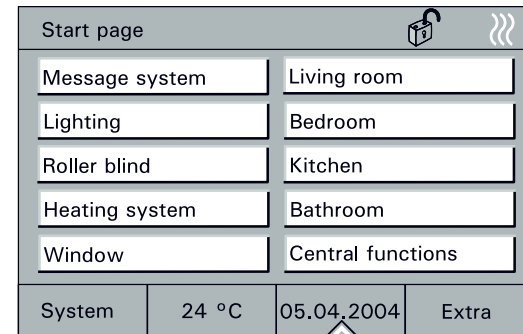 Start page
Message system
Living room
Lighting
Bedroom
Roller blind
Kitchen
Heating system
Bathroom
Window
Central functions
System
24 °C
05.04.2004
Extra